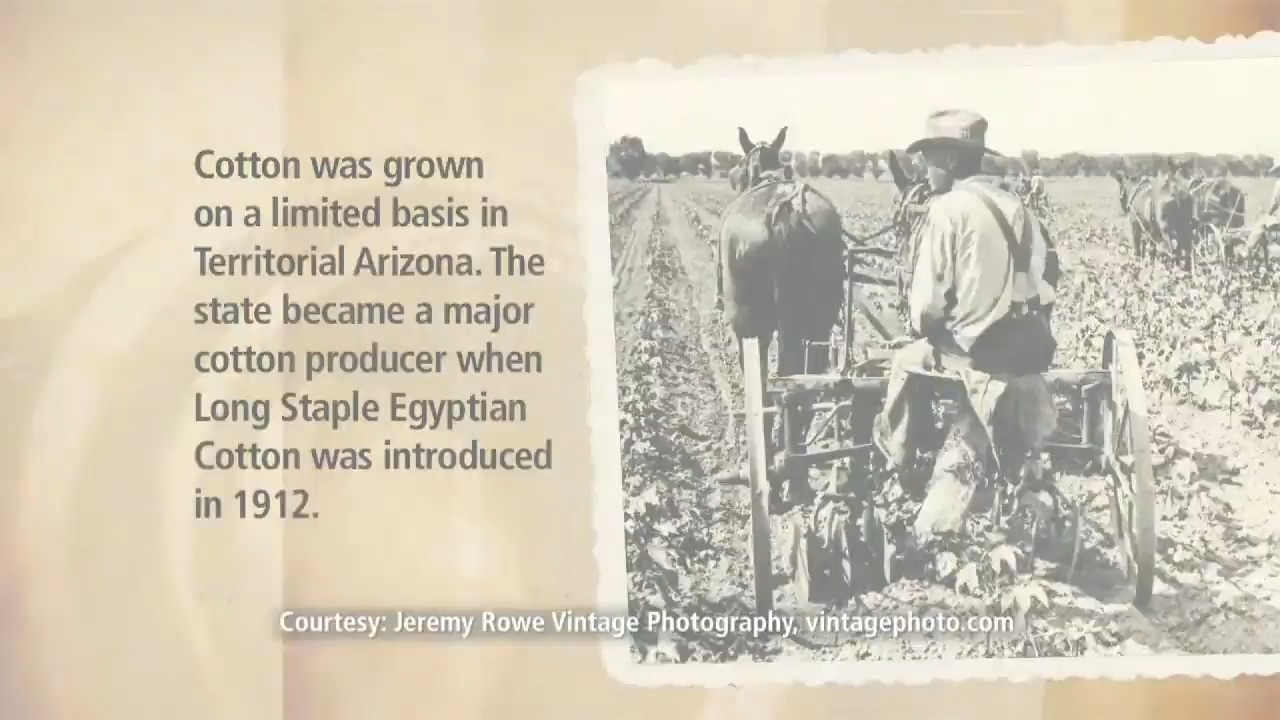 Cotton was grown
on a limited basis in
Territorial Arizona. The
state became a major
cotton producer when
Long Staple Egyptian
Cotton was introduced
in 1912.
Courtesy: Jeremy Rowe Vintage Photography, vintagephoto.com